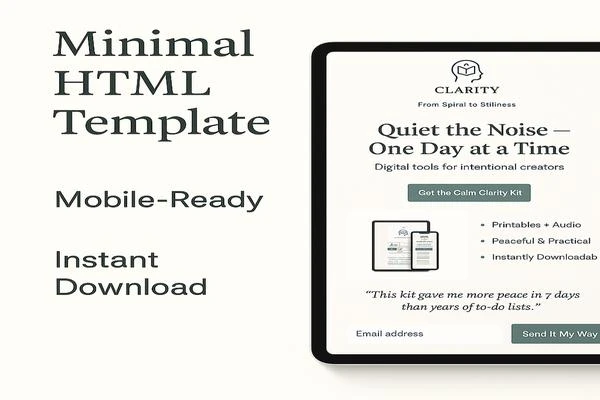 Minimal
HTML
Template
Mobile-Ready
Instant
Download
CLARITY
From Spiral to Stiliness
Quiet the Noise —
One Day at a Time
Digital tools for intentional creators
Get the Calm Clarity Kit
• Printables + Audio
• Peaceful & Practical
• Instantly Downloadab
“This kit gave me more peace in 7 days
than years of to-do lists.”
Email address
Send It My Way